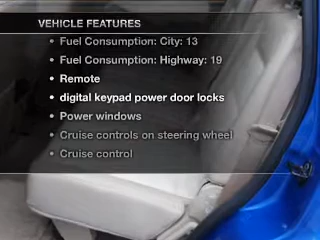 VEHICLE FEATURES
• Fuel Consumption: City: 13
• Fuel Consumption: Highway: 19
• Remote
• digital keypad power door locks
• Power windows
• Cruise controls on steering wheel
• Cruise control